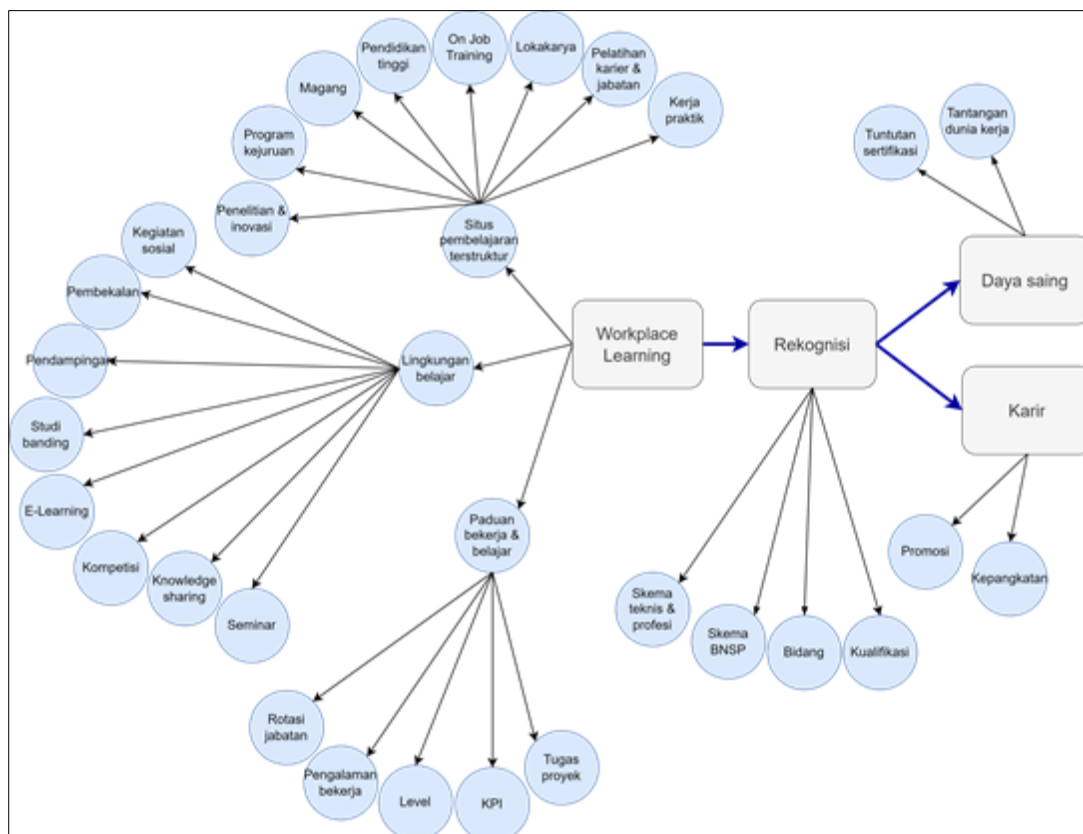 Pendidikan
tinggi
On Job
Training
Lokakarya
Pelatihan
karier &
jabatan
Magang
Kerja
praktik
Program
kejuruan
Penelitian &
inovasi
Situs
pembelajaran
terstruktur
Tuntutan
sertifikasi
Tantangan
dunia kerja
Kegiatan
sosial
Pembekalan
Pendampingan
Studi
banding
E-Learning
Kompetisi
Knowledge
sharing
Seminar
Lingkungan
belajar
Workplace
Learning
Rekognisi
Daya saing
Karir
Paduan
bekerja &
belajar
Promosi
Kepangkatan
Skema
teknis &
profesi
Skema
BNSP
Bidang
Kualifikasi
Rotasi
jabatan
Pengalaman
bekerja
Level
KPI
Tugas
proyek